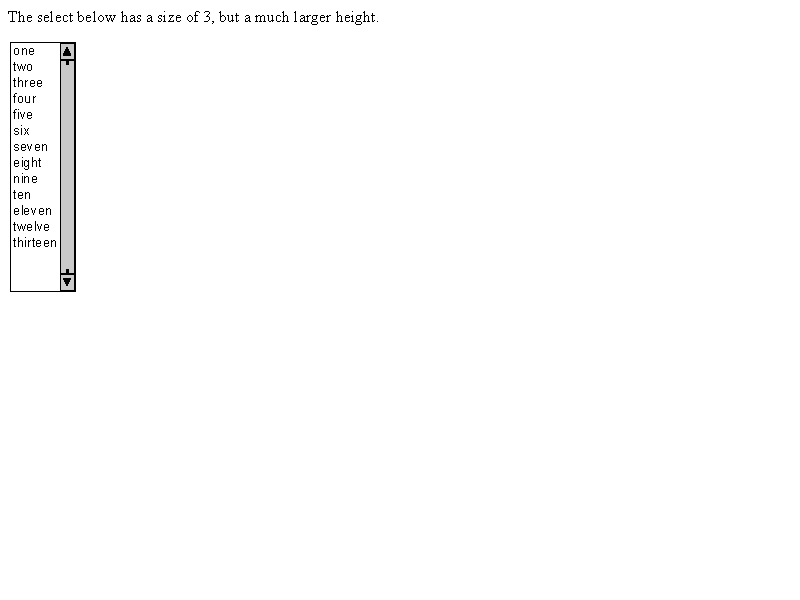 The select below has a size of 3, but a much larger height.
one
two
three
four
five
six
seven
eight
nine
ten
eleven
twelve
thirteen